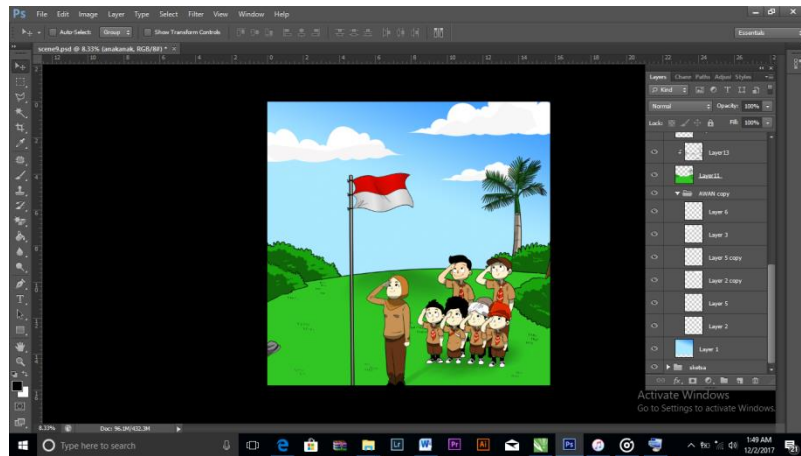 Ps File Edit Image Layer Type Select Filter View Window Help
Auto-Select: Group Show Transform Controls Essentials
scene9.psd @ 8.33% (anakanak, RGB/8#) * ×
Layers Chann Paths Adjust Styles
Kind
Normal Opacity: 100%
Lock: Fill: 100%
Layer13
Layer11
AWAN copy
Layer 6
Layer 3
Layer 5 copy
Layer 2 copy
Layer 5
Layer 2
Layer 1
sketsa
Activate Windows
Go to Settings to activate Windows.
8.33% Doc: 96.1M/432.3M
Type here to search
1:49 AM
12/2/2017